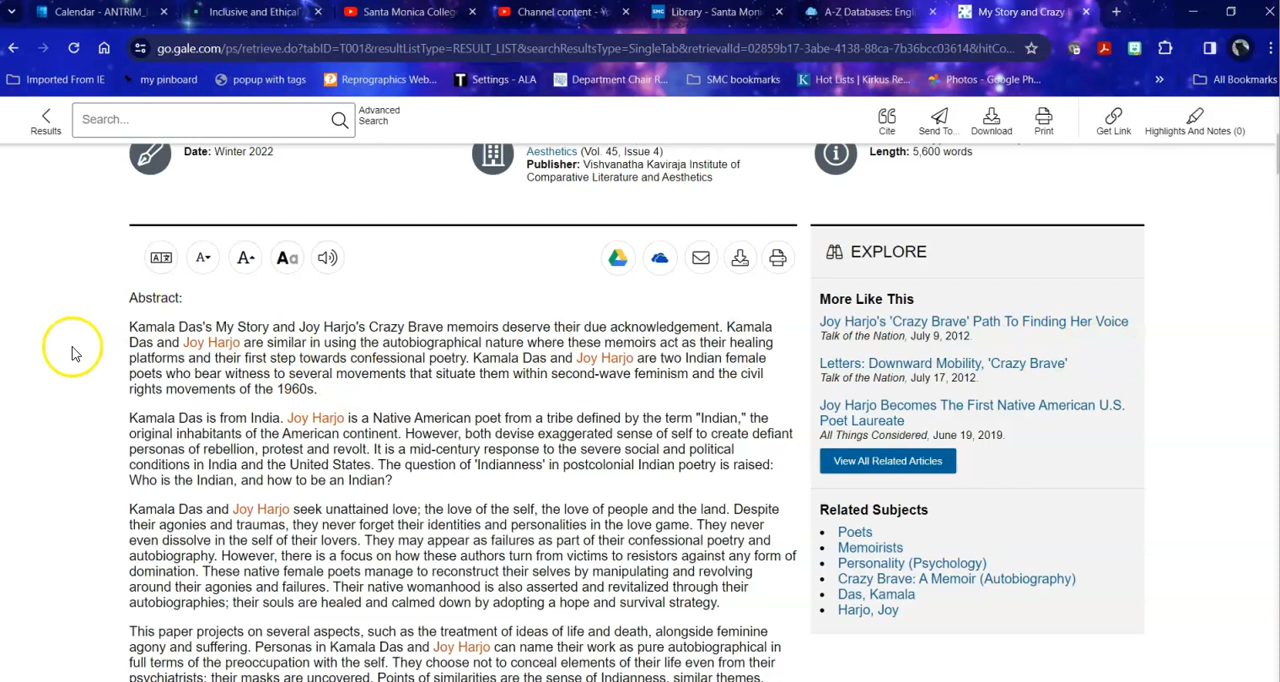 Calendar - ANTRIM_
Inclusive and Ethical
Santa Monica Colleg
Channel content - Yo
Library - Santa Moni
A-Z Databases: Engl
My Story and Crazy
go.gale.com/ps/retrieve.do?tabID=T001&resultListType=RESULT_LIST&searchResultsType=SingleTab&retrievalId=02859b17-3abe-4138-88ca-7b36bcc03614&hitCo...
Imported From IE
my pinboard
popup with tags
Reprographics Web...
Settings - ALA
Department Chair R...
SMC bookmarks
Hot Lists | Kirkus Re...
Photos - Google Ph...
»
All Bookmarks
Results
Search...
Advanced
Search
Cite
Send To...
Download
Print
Get Link
Highlights And Notes (0)
Date: Winter 2022
Aesthetics (Vol. 45, Issue 4)
Publisher: Vishvanatha Kaviraja Institute of
Comparative Literature and Aesthetics
Length: 5,600 words
Abstract:
Kamala Das's My Story and Joy Harjo's Crazy Brave memoirs deserve their due acknowledgement. Kamala
Das and Joy Harjo are similar in using the autobiographical nature where these memoirs act as their healing
platforms and their first step towards confessional poetry. Kamala Das and Joy Harjo are two Indian female
poets who bear witness to several movements that situate them within second-wave feminism and the civil
rights movements of the 1960s.
Kamala Das is from India. Joy Harjo is a Native American poet from a tribe defined by the term "Indian," the
original inhabitants of the American continent. However, both devise exaggerated sense of self to create defiant
personas of rebellion, protest and revolt. It is a mid-century response to the severe social and political
conditions in India and the United States. The question of 'Indianness' in postcolonial Indian poetry is raised:
Who is the Indian, and how to be an Indian?
Kamala Das and Joy Harjo seek unattained love; the love of the self, the love of people and the land. Despite
their agonies and traumas, they never forget their identities and personalities in the love game. They never
even dissolve in the self of their lovers. They may appear as failures as part of their confessional poetry and
autobiography. However, there is a focus on how these authors turn from victims to resistors against any form of
domination. These native female poets manage to reconstruct their selves by manipulating and revolving
around their agonies and failures. Their native womanhood is also asserted and revitalized through their
autobiographies; their souls are healed and calmed down by adopting a hope and survival strategy.
This paper projects on several aspects, such as the treatment of ideas of life and death, alongside feminine
agony and suffering. Personas in Kamala Das and Joy Harjo can name their work as pure autobiographical in
full terms of the preoccupation with the self. They choose not to conceal elements of their life even from their
psychiatrists; their masks are uncovered. Points of similarities are the sense of Indianness, similar themes,
EXPLORE
More Like This
Joy Harjo's 'Crazy Brave' Path To Finding Her Voice
Talk of the Nation, July 9, 2012.
Letters: Downward Mobility, 'Crazy Brave'
Talk of the Nation, July 17, 2012.
Joy Harjo Becomes The First Native American U.S.
Poet Laureate
All Things Considered, June 19, 2019.
View All Related Articles
Related Subjects
Poets
Memoirists
Personality (Psychology)
Crazy Brave: A Memoir (Autobiography)
Das, Kamala
Harjo, Joy